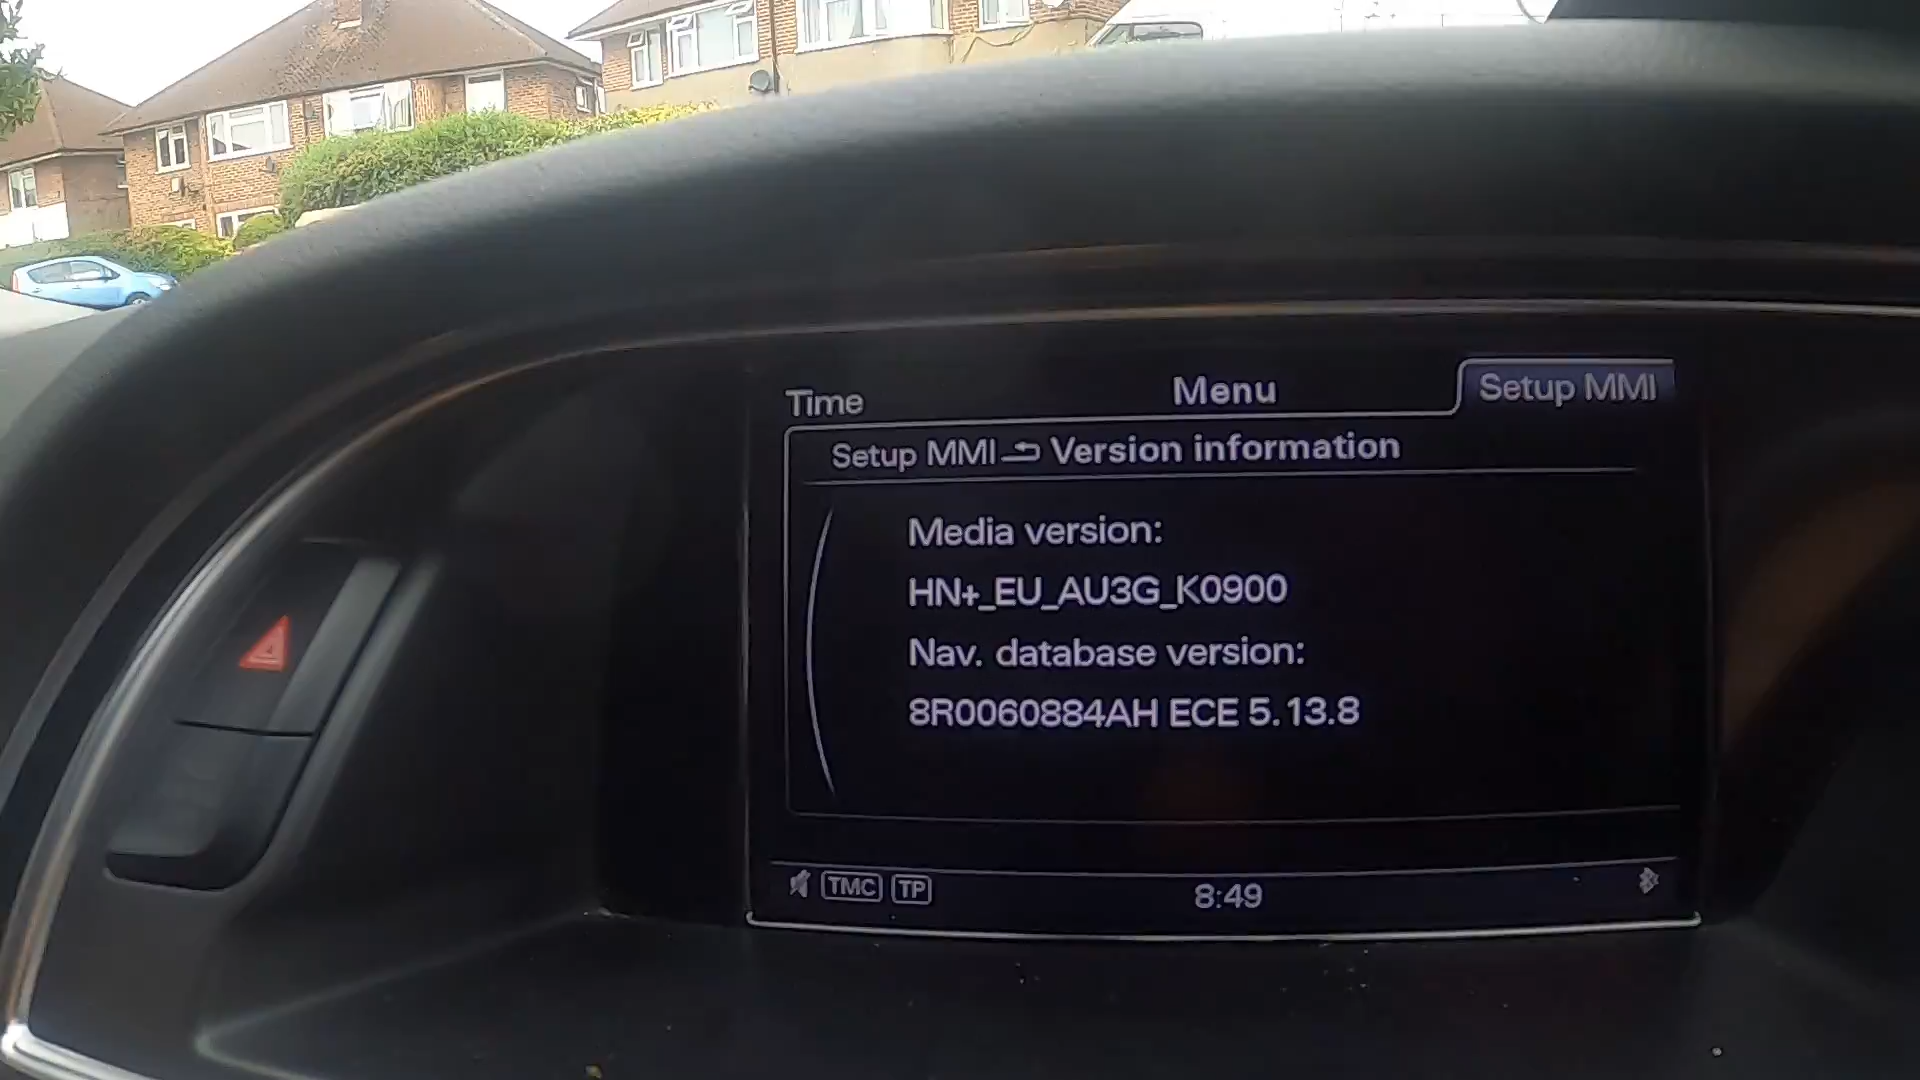 Time Menu Setup MMI
Setup MMI Version information
Media version:
HN+_EU_AU3G_K0900
Nav. database version:
8R0060884AH ECE 5.13.8
TMC TP 8:49